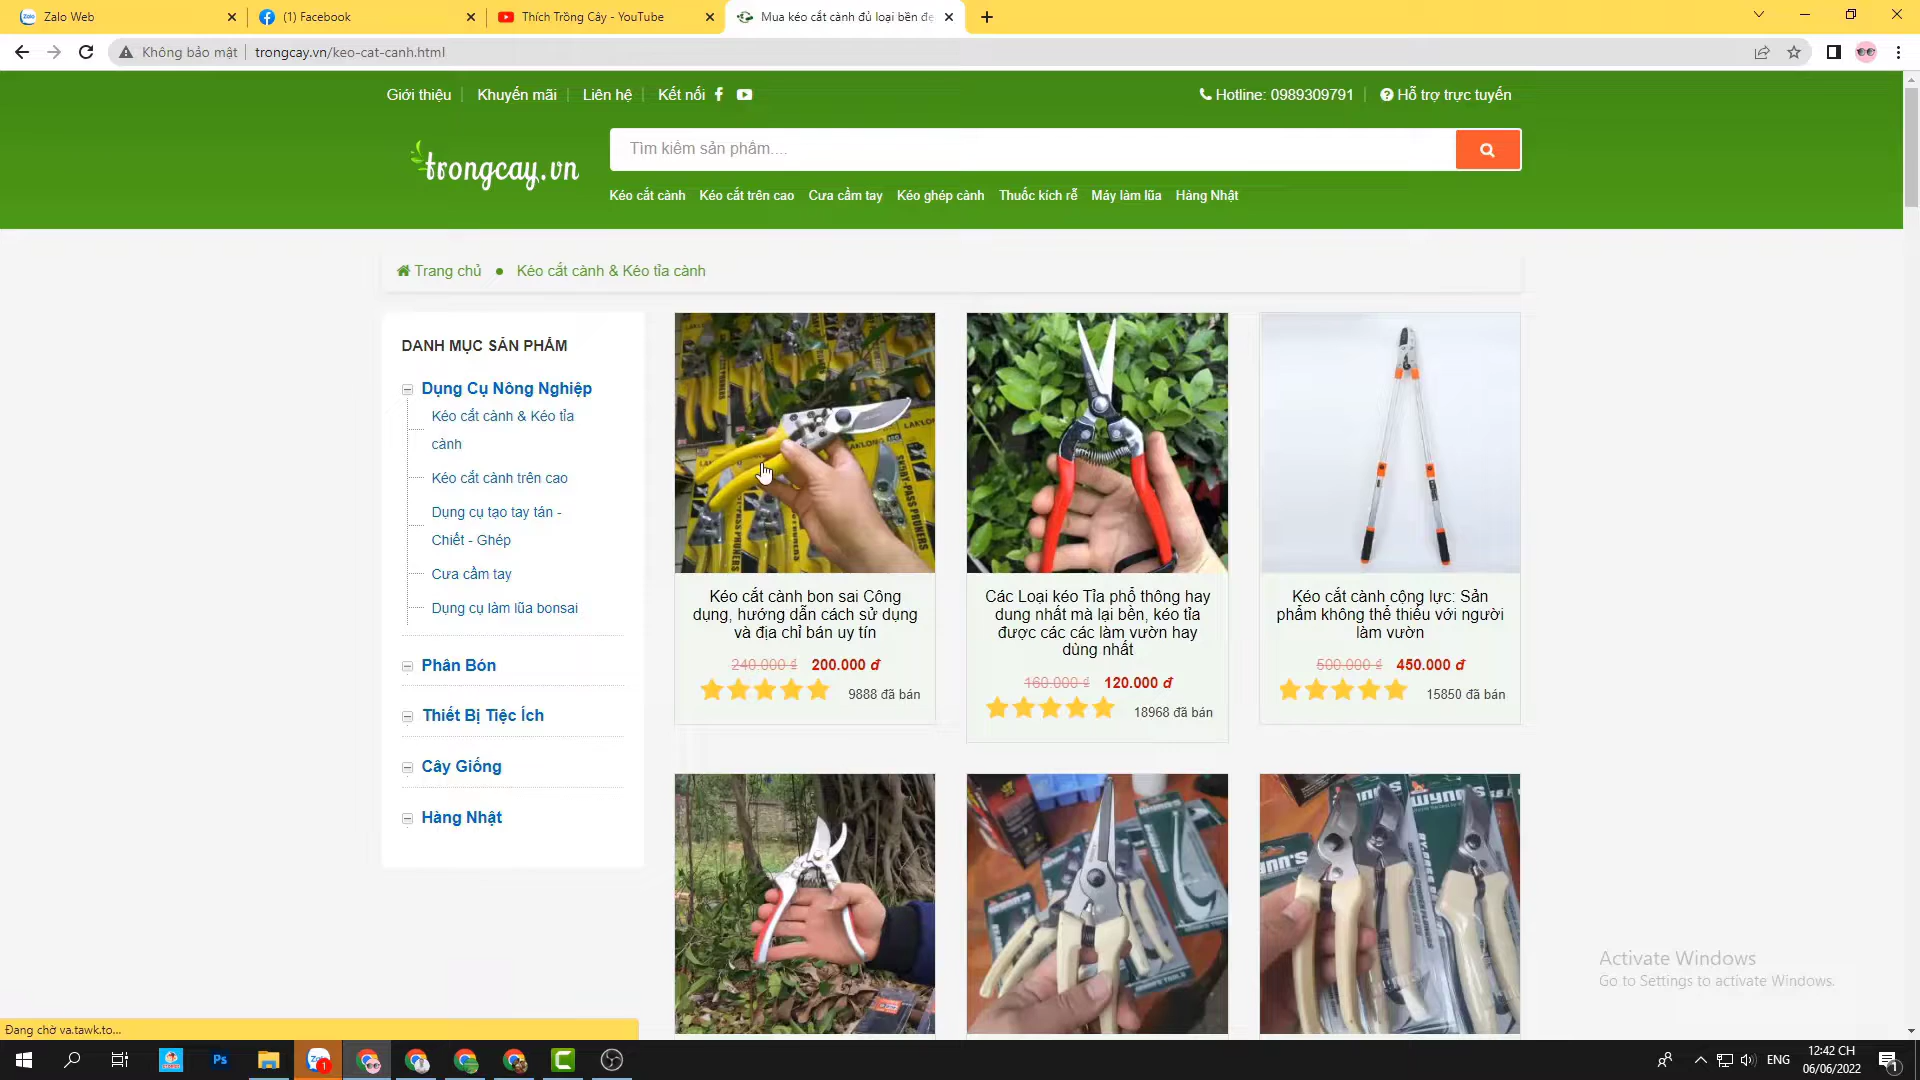 Zalo Web
(1) Facebook
Thích Trồng Cây - YouTube
Mua kéo cắt cành đủ loại bền đẹ
Không bảo mật
trongcay.vn/keo-cat-canh.html
Giới thiệu
Khuyến mãi
Liên hệ
Kết nối
Hotline: 0989309791
Hỗ trợ trực tuyến
trongcay.vn
Tìm kiếm sản phẩm....
Kéo cắt cành Kéo cắt trên cao Cưa cầm tay Kéo ghép cành Thuốc kích rễ Máy làm lũa Hàng Nhật
Trang chủ
Kéo cắt cành & Kéo tỉa cành
DANH MỤC SẢN PHẨM
Dụng Cụ Nông Nghiệp
Kéo cắt cành & Kéo tỉa
cành
Kéo cắt cành trên cao
Dụng cụ tạo tay tán -
Chiết - Ghép
Cưa cầm tay
Dụng cụ làm lũa bonsai
Phân Bón
Thiết Bị Tiệc Ích
Cây Giống
Hàng Nhật
Kéo cắt cành bon sai Công
dụng, hướng dẫn cách sử dụng
và địa chỉ bán uy tín
240.000 ₫ 200.000 đ
9888 đã bán
Các Loại kéo Tỉa phổ thông hay
dung nhất mà lại bền, kéo tỉa
được các các làm vườn hay
dùng nhất
160.000 ₫ 120.000 đ
18968 đã bán
Kéo cắt cành cộng lực: Sản
phẩm không thể thiếu với người
làm vườn
500.000 ₫ 450.000 đ
15850 đã bán
Activate Windows
Go to Settings to activate Windows.
Đang chờ va.tawk.to...
Ps
Zalo
1
ENG
12:42 CH
06/06/2022
1